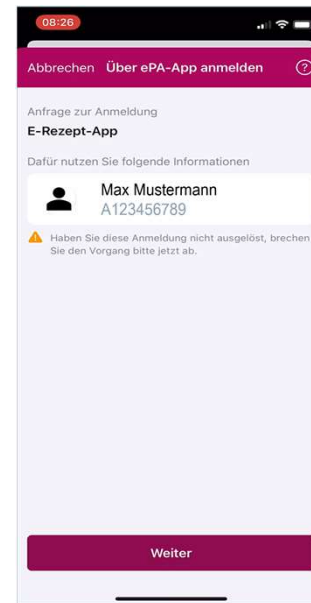 08:26
Abbrechen Über ePA-App anmelden ?
Anfrage zur Anmeldung
E-Rezept-App
Dafür nutzen Sie folgende Informationen
Max Mustermann
A123456789
Haben Sie diese Anmeldung nicht ausgelöst, brechen
Sie den Vorgang bitte jetzt ab.
Weiter